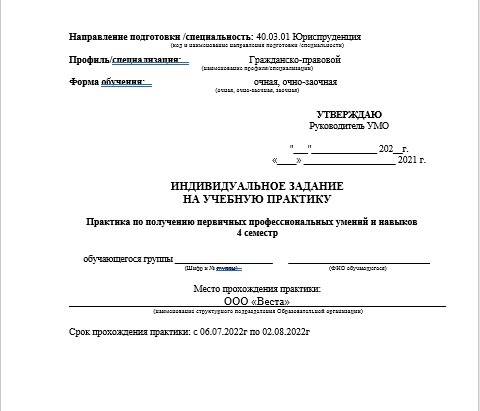 Направление подготовки /специальность: 40.03.01 Юриспруденция
(код и наименование направления подготовки /специальности)
Профиль/специализация: Гражданско-правовой
(наименование профиля/специализации)
Форма обучения: очная, очно-заочная
(очная, очно-заочная, заочная)
УТВЕРЖДАЮ
Руководитель УМО
"___"______________ 202__г.
«____» ____________________ 2021 г.
ИНДИВИДУАЛЬНОЕ ЗАДАНИЕ
НА УЧЕБНУЮ ПРАКТИКУ
Практика по получению первичных профессиональных умений и навыков
4 семестр
обучающегося группы ____________________ ______________________________
(Шифр и № группы) (ФИО обучающегося)
Место прохождения практики:
ООО «Веста»
(наименование структурного подразделения Образовательной организации)
Срок прохождения практики: с 06.07.2022г по 02.08.2022г